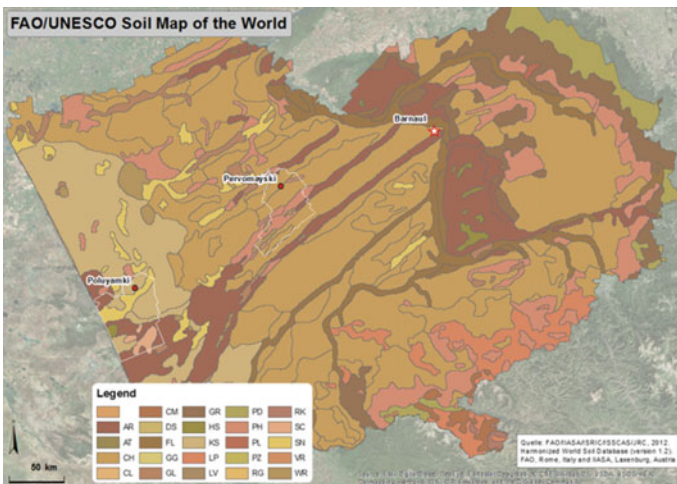 FAO/UNESCO Soil Map of the World
Barnaul
Pervomayski
Poluyamki
Legend
CM GR PD RK
AR DS HS PH SC
AT FL KS PL SN
CH GG LP PZ VR
CL GL LV RG WR
50 km
Quelle: FAO/IIASA/ISRIC/ISSCAS/JRC, 2012.
Harmonized World Soil Database (version 1.2).
FAO, Rome, Italy and IIASA, Laxenburg, Austria